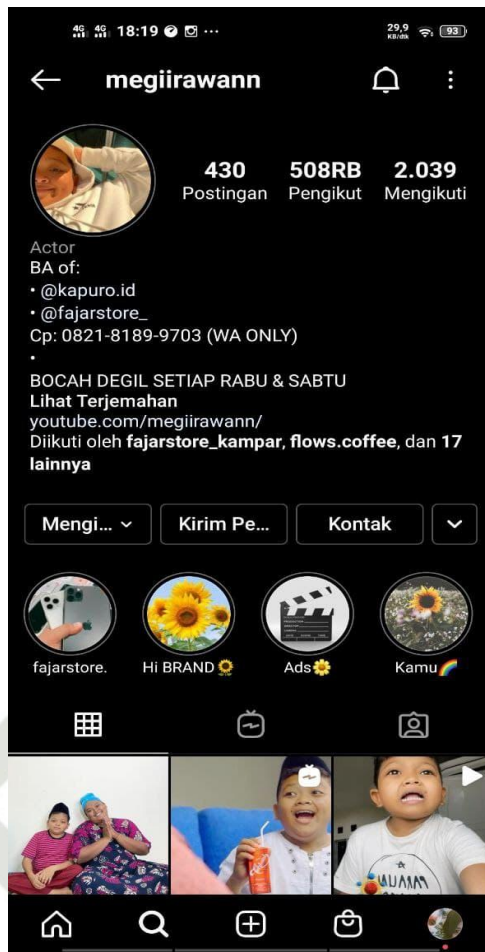 4G 4G 18:19 ...
29,9 KB/dtk 93
megiirawann
430 508RB 2.039
Postingan Pengikut Mengikuti
Actor
BA of:
• @kapuro.id
• @fajarstore_
Cp: 0821-8189-9703 (WA ONLY)
•
BOCAH DEGIL SETIAP RABU & SABTU
Lihat Terjemahan
youtube.com/megiirawann/
Diikuti oleh fajarstore_kampar, flows.coffee, dan 17
lainnya
Mengi... Kirim Pe... Kontak
fajarstore. Hi BRAND🌻 Ads🌼 Kamu🌈